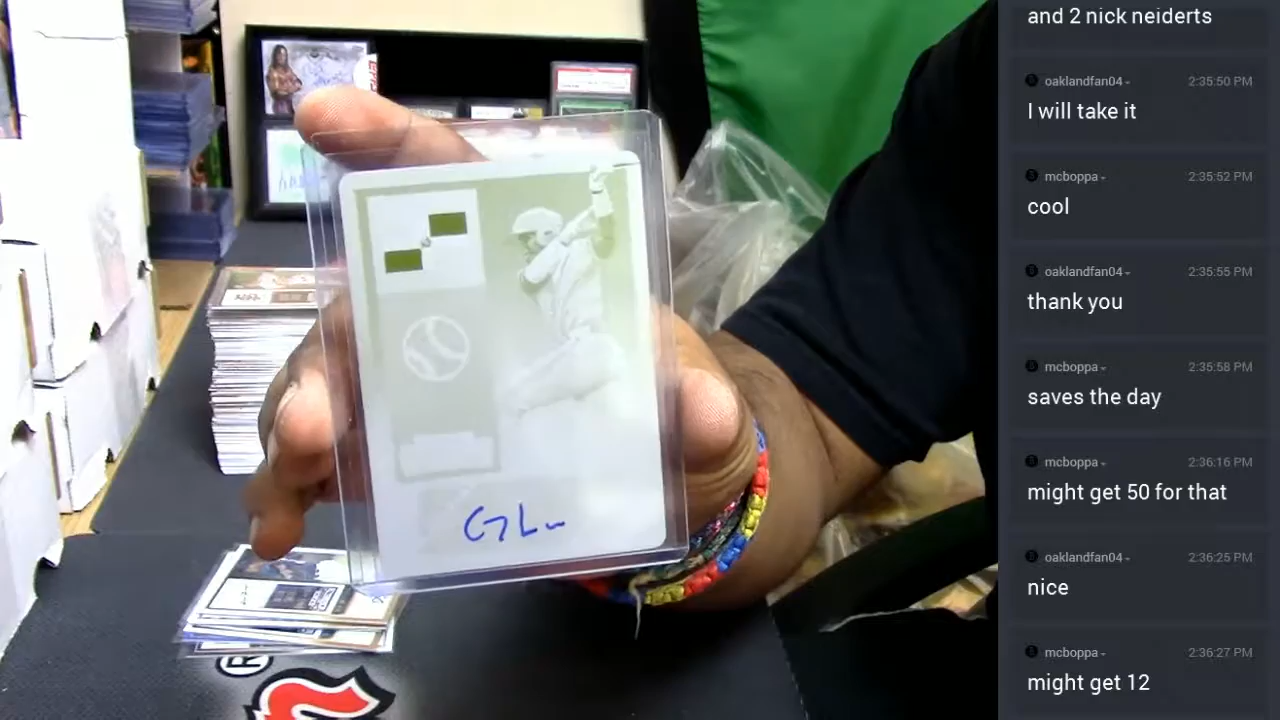 and 2 nick neiderts
oaklandfan04
2:35:50 PM
I will take it
mcboppa
2:35:52 PM
cool
oaklandfan04
2:35:55 PM
thank you
mcboppa
2:35:58 PM
saves the day
mcboppa
2:36:16 PM
might get 50 for that
oaklandfan04
2:36:25 PM
nice
mcboppa
2:36:27 PM
might get 12
®